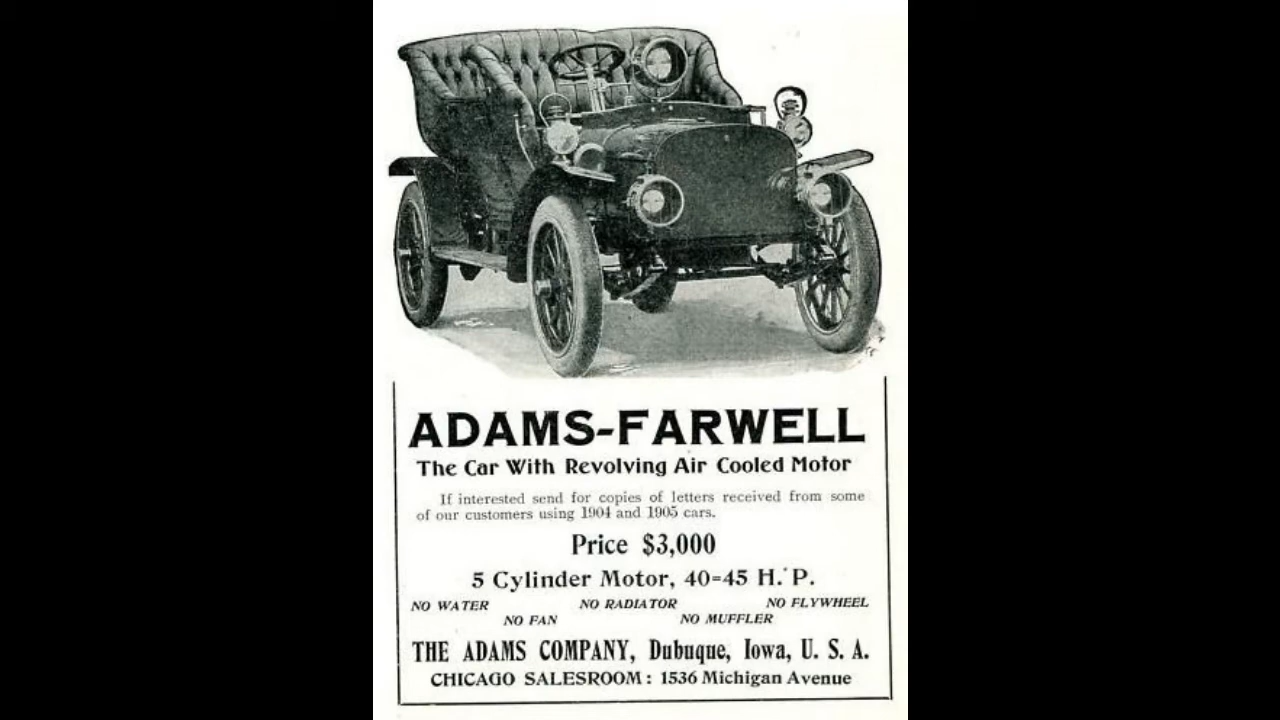 ADAMS-FARWELL
The Car With Revolving Air Cooled Motor
If interested send for copies of letters received from some
of our customers using 1904 and 1905 cars.
Price $3,000
5 Cylinder Motor, 40=45 H. P.
NO WATER NO RADIATOR NO FLYWHEEL
NO FAN NO MUFFLER
THE ADAMS COMPANY, Dubuque, Iowa, U. S. A.
CHICAGO SALESROOM: 1536 Michigan Avenue